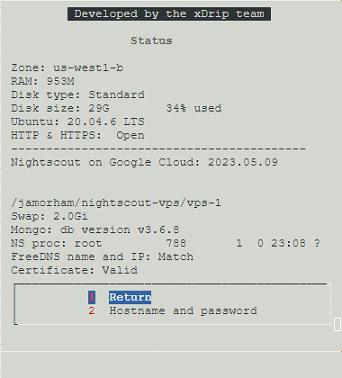 Developed by the xDrip team
Status
Zone: us-west1-b
RAM: 953M
Disk type: Standard
Disk size: 29G 34% used
Ubuntu: 20.04.6 LTS
HTTP & HTTPS: Open
----------------------------------------
Nightscout on Google Cloud: 2023.05.09
/jamorham/nightscout-vps/vps-1
Swap: 2.0Gi
Mongo: db version v3.6.8
NS proc: root 788 1 0 23:08 ?
FreeDNS name and IP: Match
Certificate: Valid
1 Return
2 Hostname and password